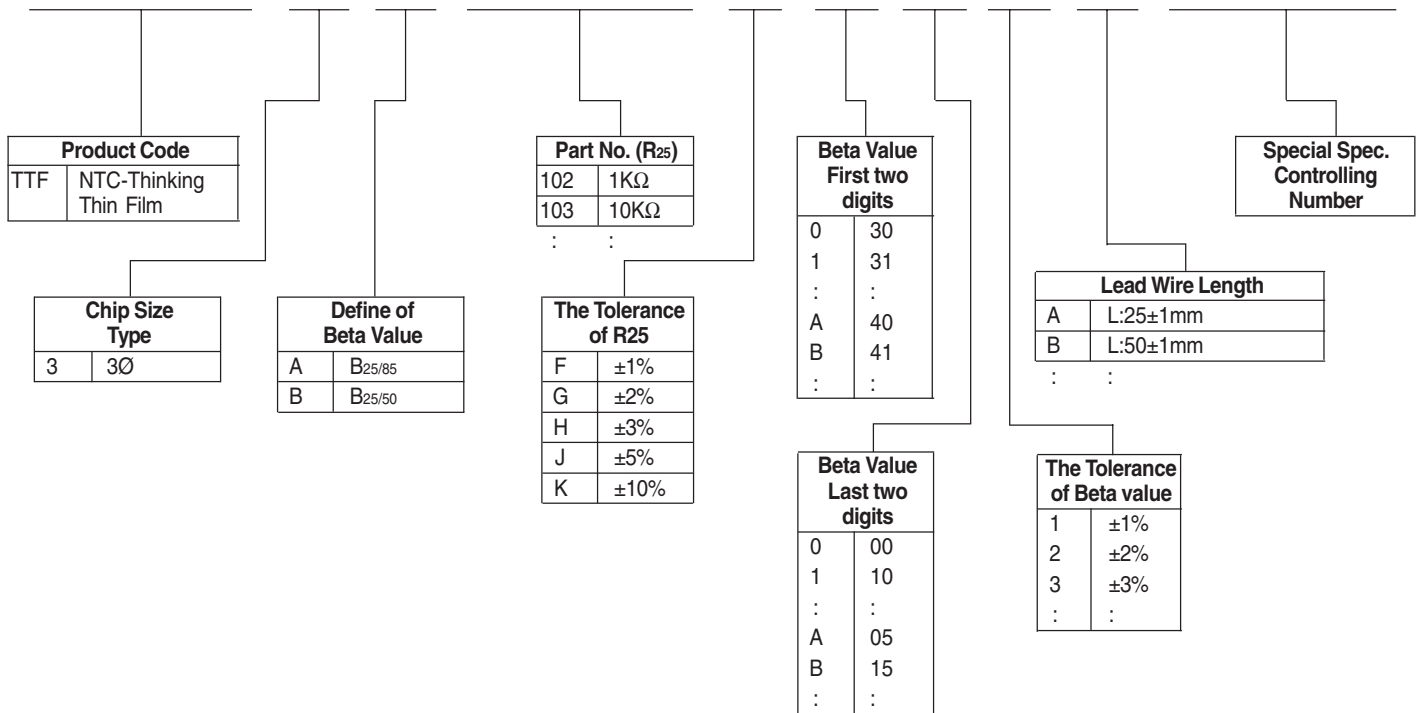 Product Code
TTF NTC-Thinking
Thin Film
Chip Size
Type
3 3Ø
Define of
Beta Value
A B25/85
B B25/50
Part No. (R25)
102 1KΩ
103 10KΩ
: :
The Tolerance
of R25
F ±1%
G ±2%
H ±3%
J ±5%
K ±10%
Beta Value
First two
digits
0 30
1 31
: :
A 40
B 41
: :
Beta Value
Last two
digits
0 00
1 10
: :
A 05
B 15
: :
The Tolerance
of Beta value
1 ±1%
2 ±2%
3 ±3%
: :
Lead Wire Length
A L:25±1mm
B L:50±1mm
: :
Special Spec.
Controlling
Number